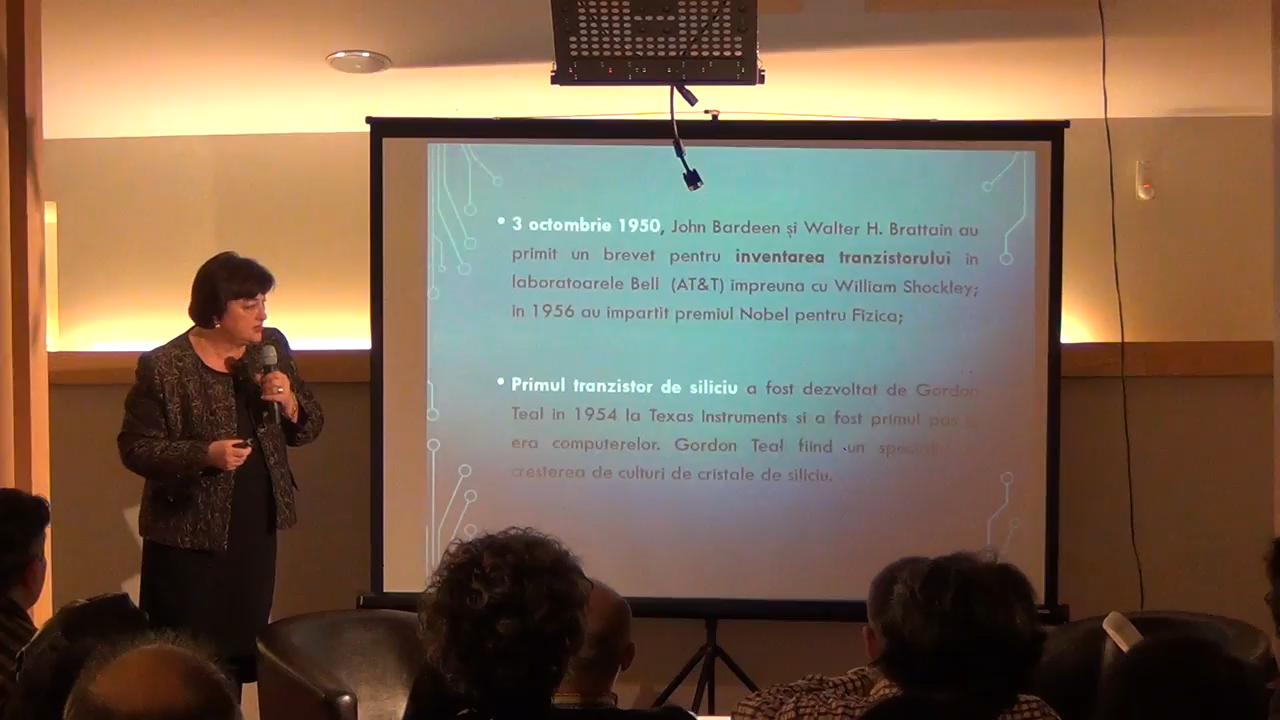 • 3 octombrie 1950, John Bardeen și Walter H. Brattain au
primit un brevet pentru inventarea tranzistorului in
laboratoarele Bell (AT&T) impreuna cu William Shockley;
in 1956 au impartit premiul Nobel pentru Fizica;
• Primul tranzistor de siliciu a fost dezvoltat de Gordon
Teal in 1954 la Texas Instruments si a fost primul pas
era computerelor. Gordon Teal fiind un
cresterea de culturi de cristale de siliciu.